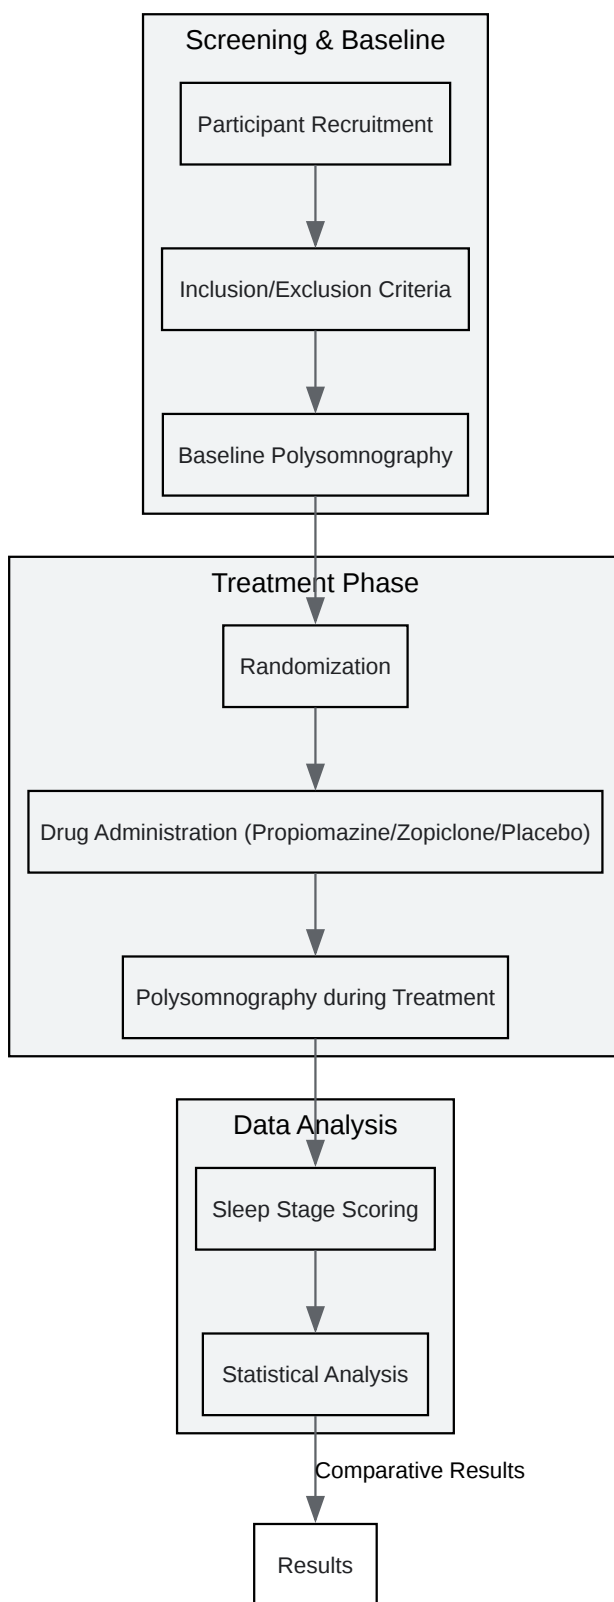 Screening & Baseline
Participant Recruitment
Inclusion/Exclusion Criteria
Baseline Polysomnography
Treatment Phase
Randomization
Drug Administration (Propiomazine/Zopiclone/Placebo)
Polysomnography during Treatment
Data Analysis
Sleep Stage Scoring
Statistical Analysis
Comparative Results
Results